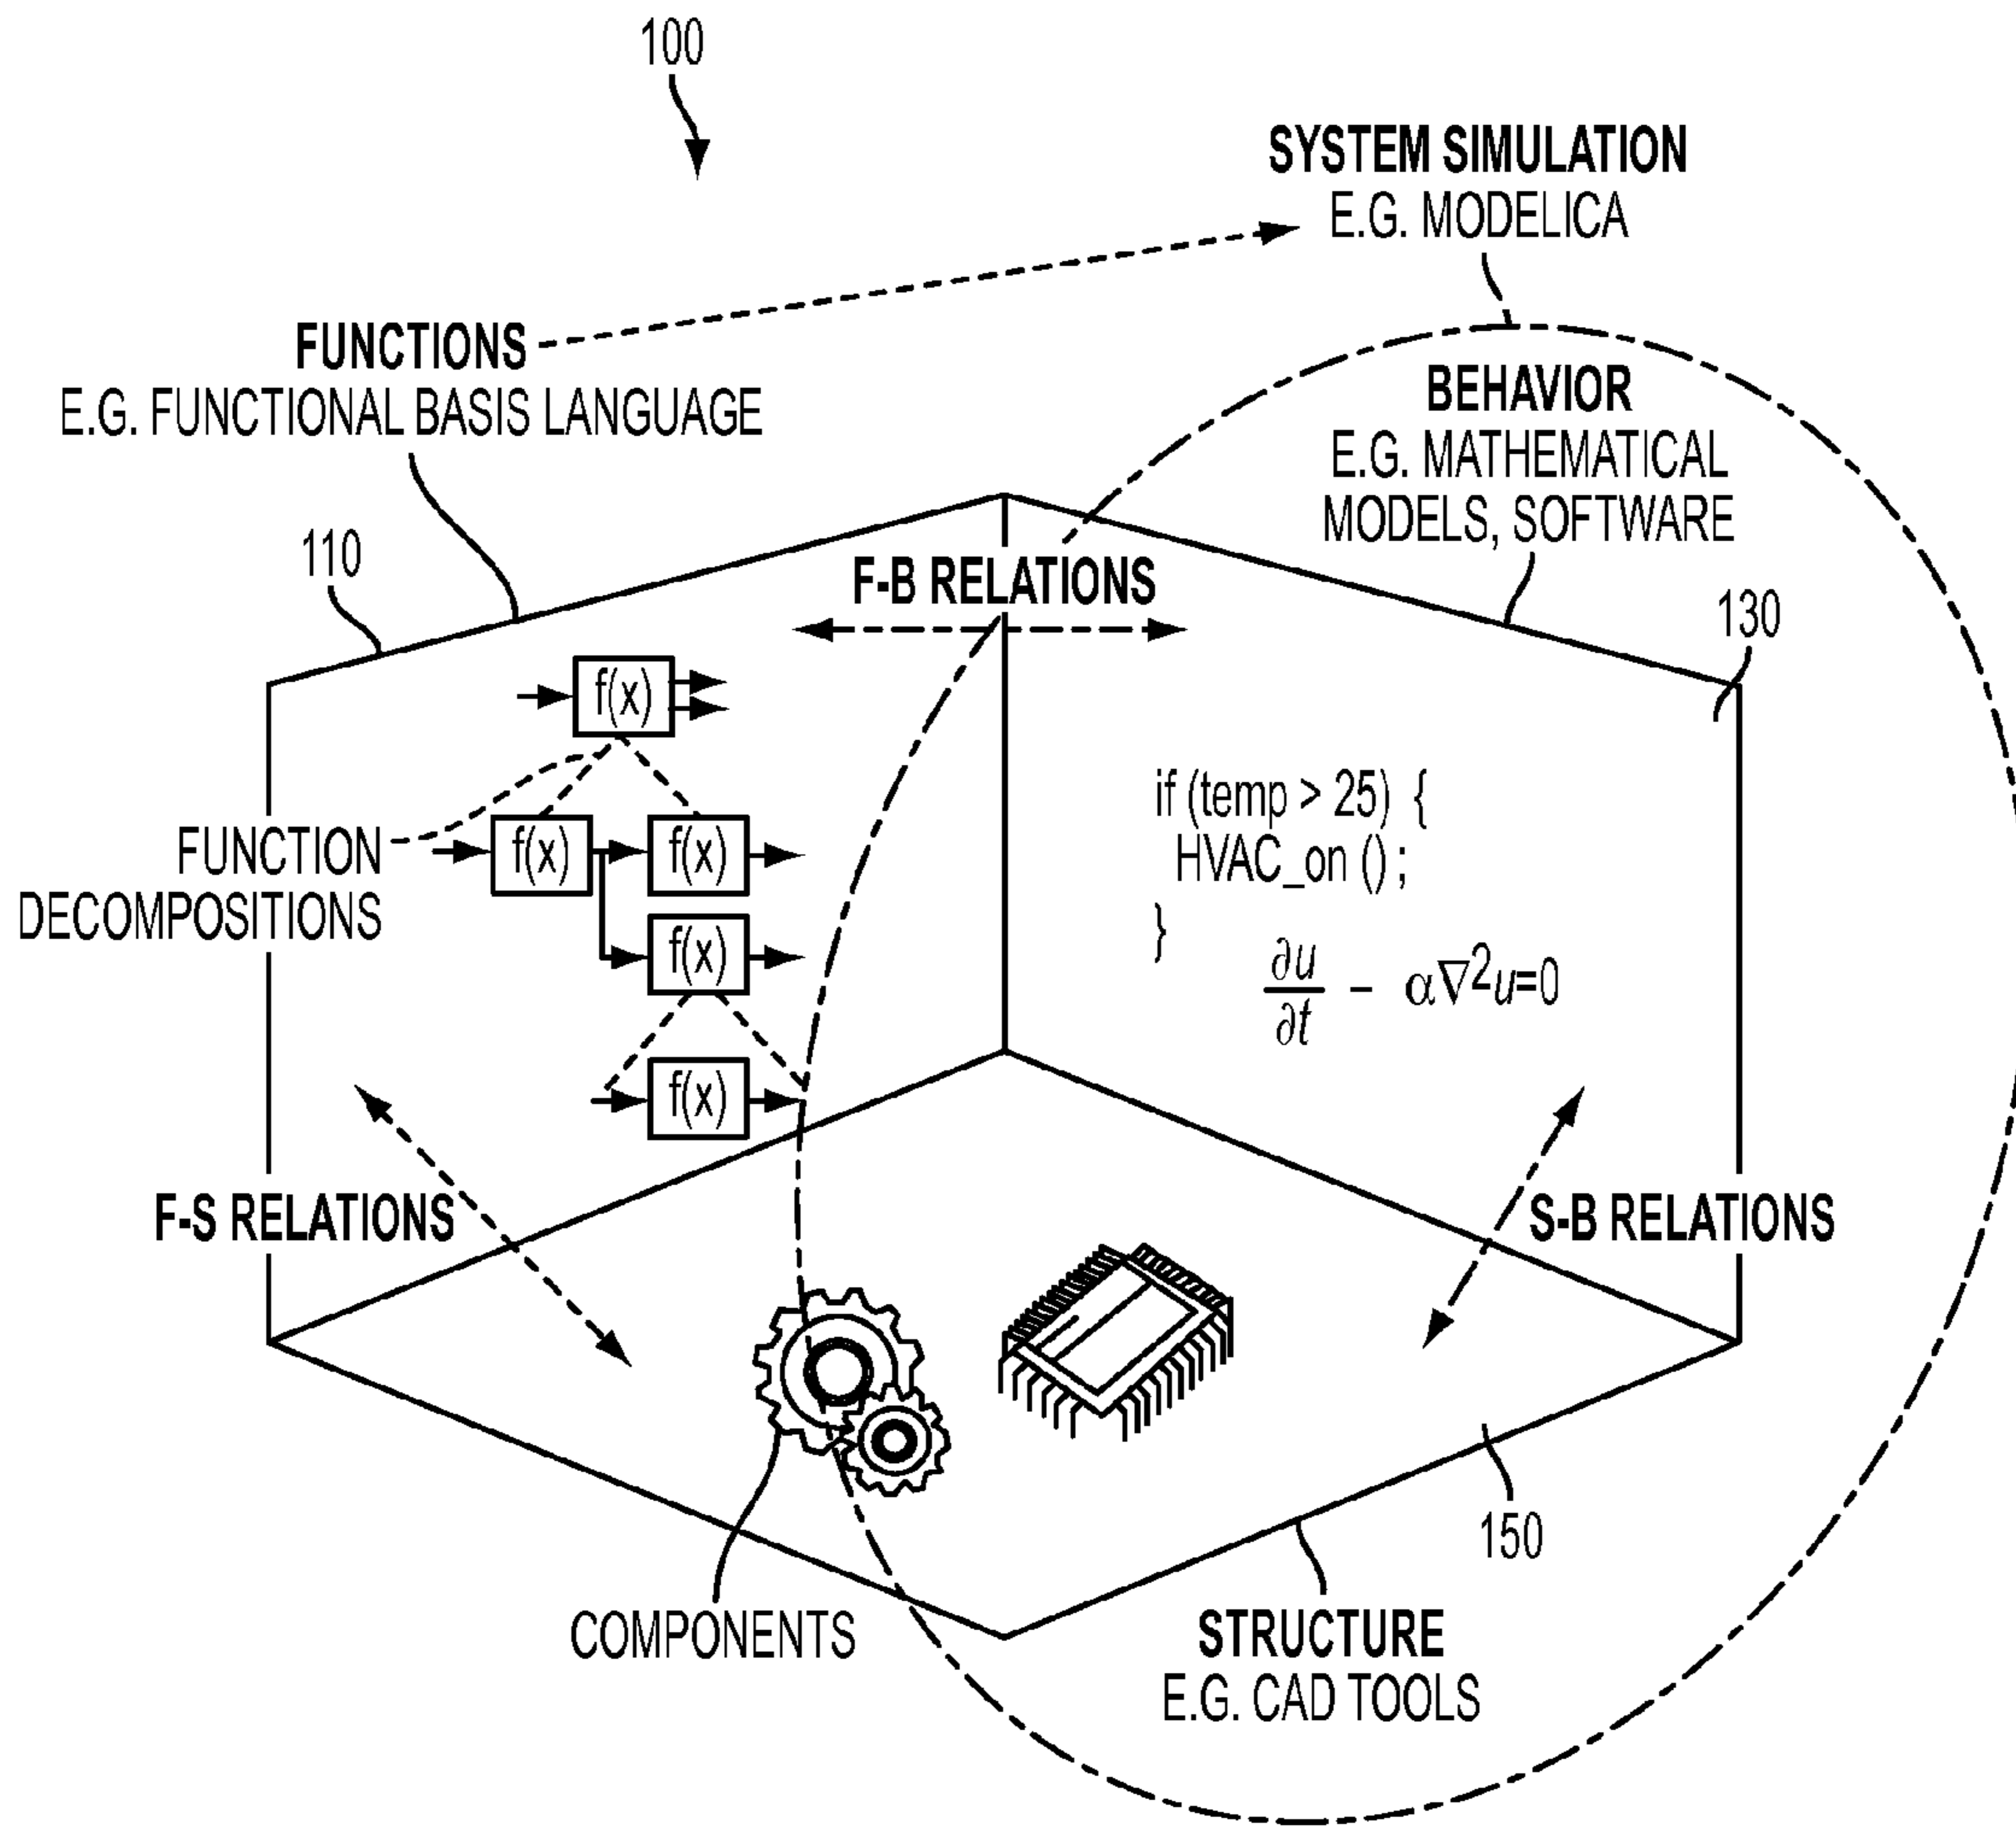 100
SYSTEM SIMULATION
E.G. MODELICA
FUNCTIONS
E.G. FUNCTIONAL BASIS LANGUAGE
BEHAVIOR
E.G. MATHEMATICAL
MODELS, SOFTWARE
110
F-B RELATIONS
130
f(x)
if (temp > 25) {
HVAC_on () ;
}
FUNCTION
DECOMPOSITIONS
f(x)
f(x)
f(x)
∂u/∂t - α∇²u=0
f(x)
F-S RELATIONS
S-B RELATIONS
150
COMPONENTS
STRUCTURE
E.G. CAD TOOLS